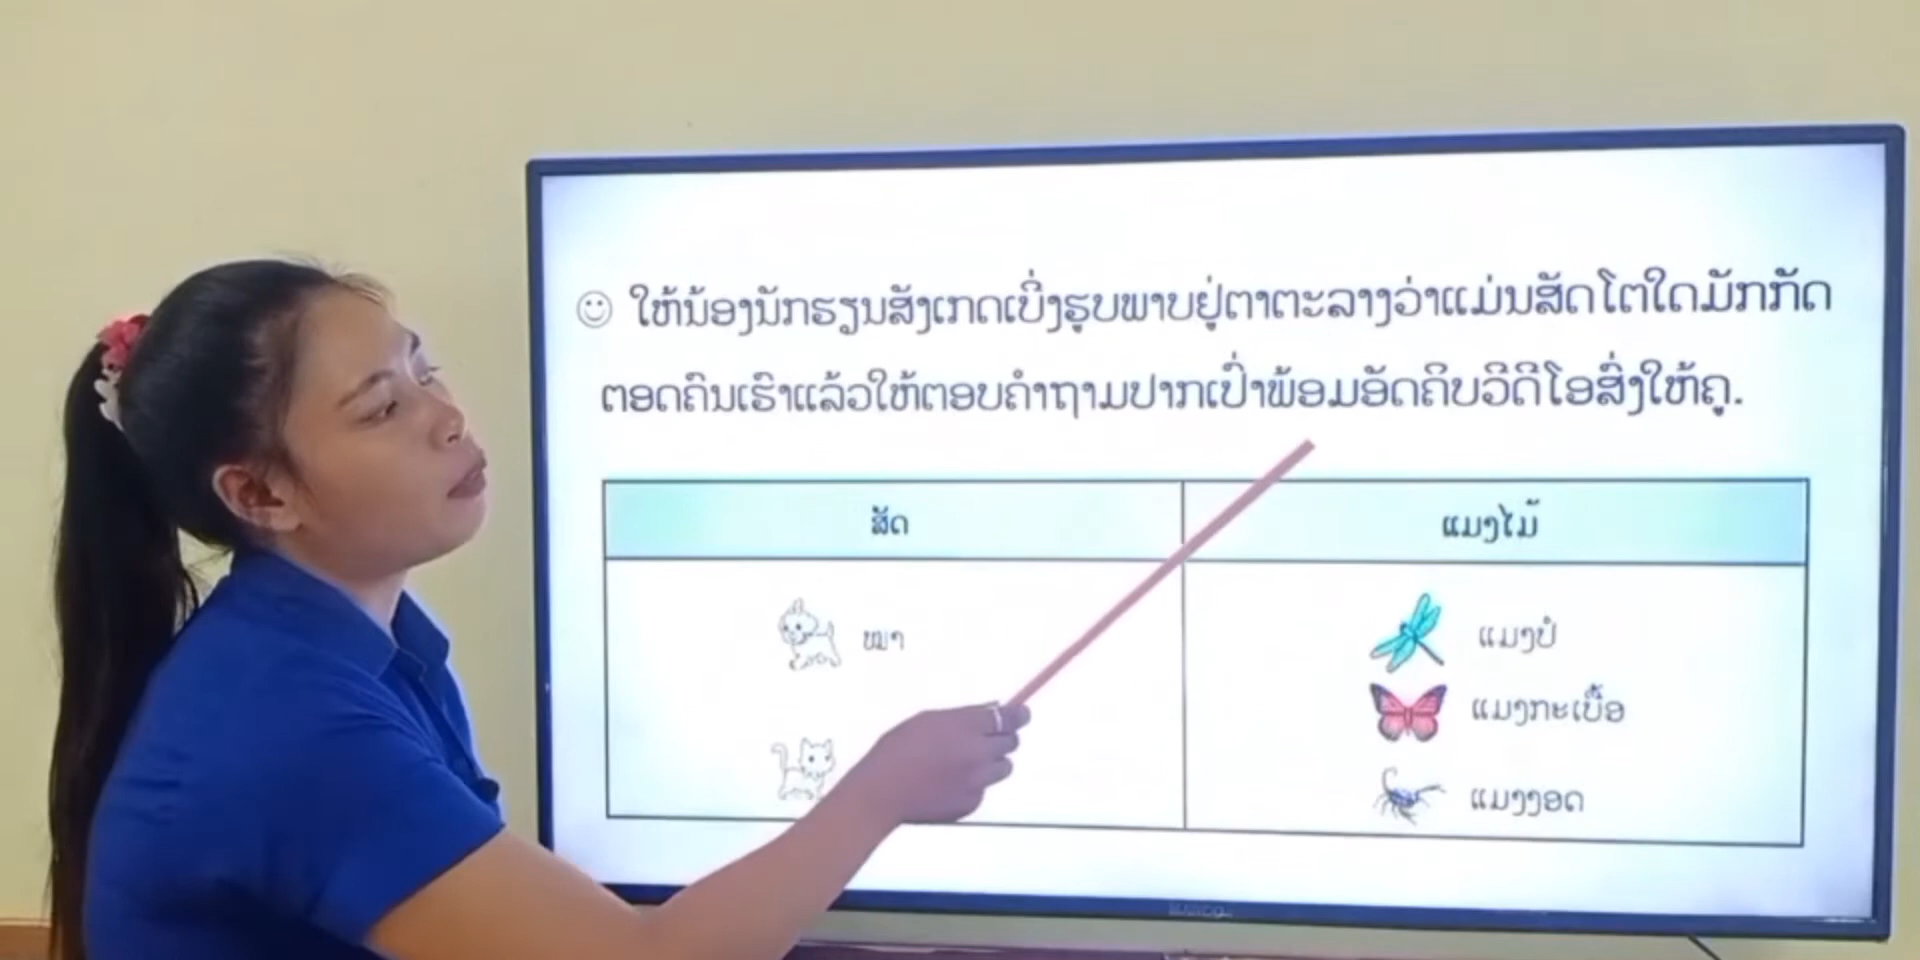 ໃຫ້ນ້ອງນັກຮຽນສັງເກດເບິ່ງຮູບພາບຢູ່ຕາຕະລາງວ່າແມ່ນສັດໂຕໃດມັກກັດ
ຕອດຄົນເຮົາແລ້ວໃຫ້ຕອບຄຳຖາມປາກເປົ່າພ້ອມອັດຄິບວີດີໂອສົ່ງໃຫ້ຄູ.
ສັດ
ແມງໄມ້
ໝາ
ແມງປໍ
ແມງກະເບື້ອ
ແມງງອດ